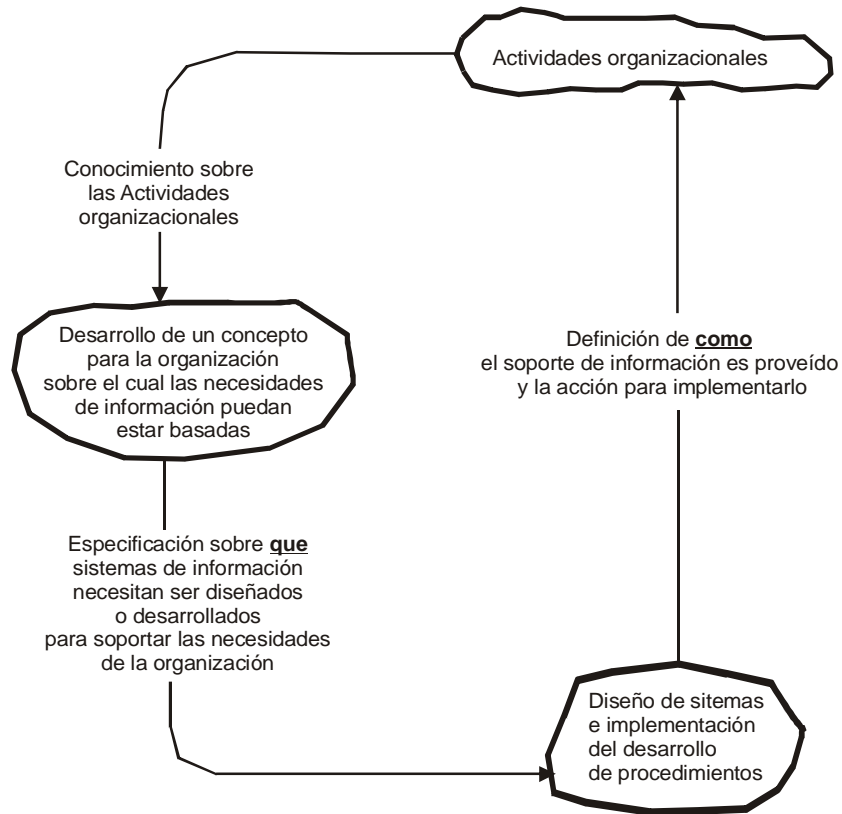 Actividades organizacionales
Conocimiento sobre
las Actividades
organizacionales
Desarrollo de un concepto
para la organización
sobre el cual las necesidades
de información puedan
estar basadas
Definición de como
el soporte de información es proveído
y la acción para implementarlo
Especificación sobre que
sistemas de información
necesitan ser diseñados
o desarrollados
para soportar las necesidades
de la organización
Diseño de sitemas
e implementación
del desarrollo
de procedimientos